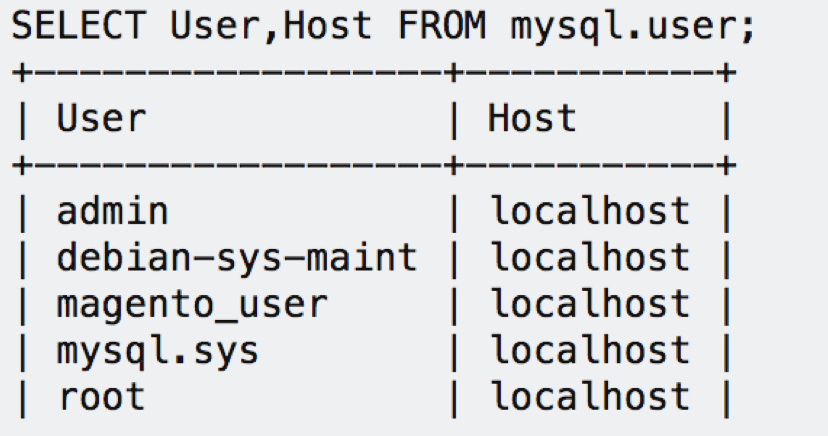 SELECT User,Host FROM mysql.user;
+------------------+-----------+
| User             | Host      |
+------------------+-----------+
| admin            | localhost |
| debian-sys-maint | localhost |
| magento_user     | localhost |
| mysql.sys        | localhost |
| root             | localhost |